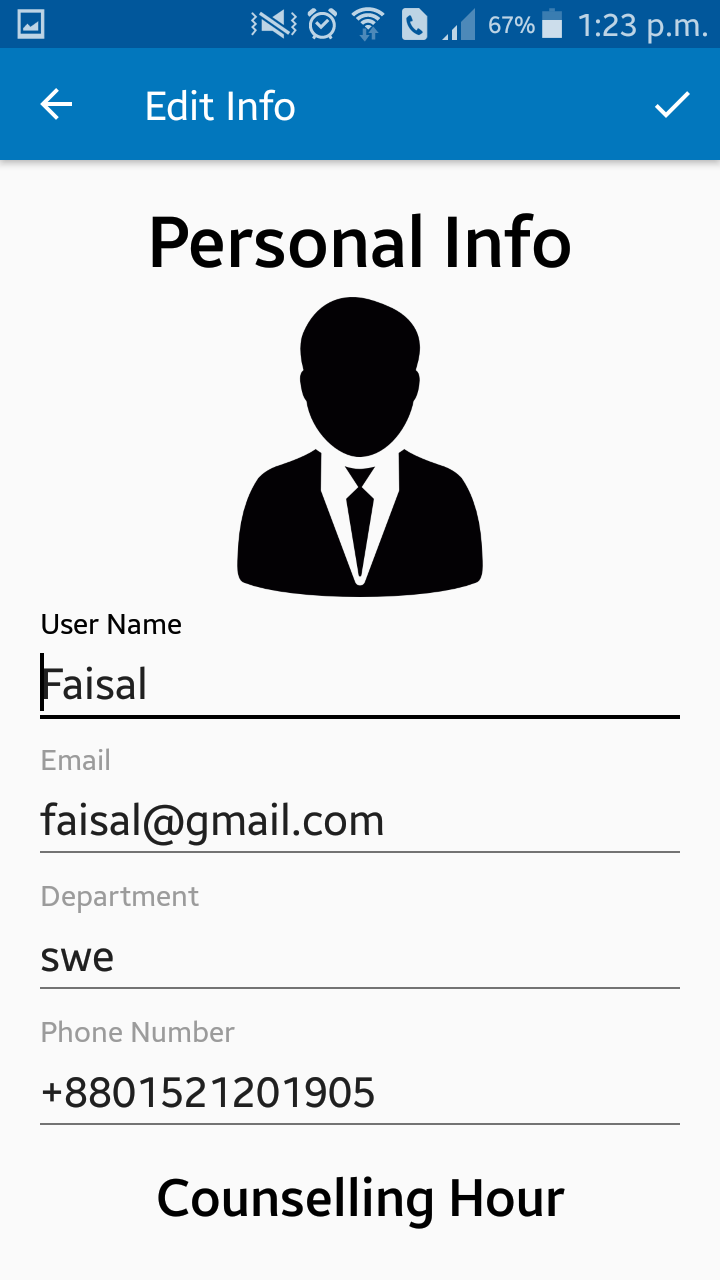 67% 1:23 p.m.
Edit Info
Personal Info
User Name
Faisal
Email
faisal@gmail.com
Department
swe
Phone Number
+8801521201905
Counselling Hour